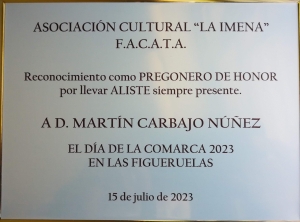 ASOCIACIÓN CULTURAL “LA IMENA”
F.A.C.A.T.A.
Reconocimiento como PREGONERO DE HONOR
por llevar ALISTE siempre presente.
A D. MARTÍN CARBAJO NÚÑEZ
EL DÍA DE LA COMARCA 2023
EN LAS FIGUERUELAS
15 de julio de 2023